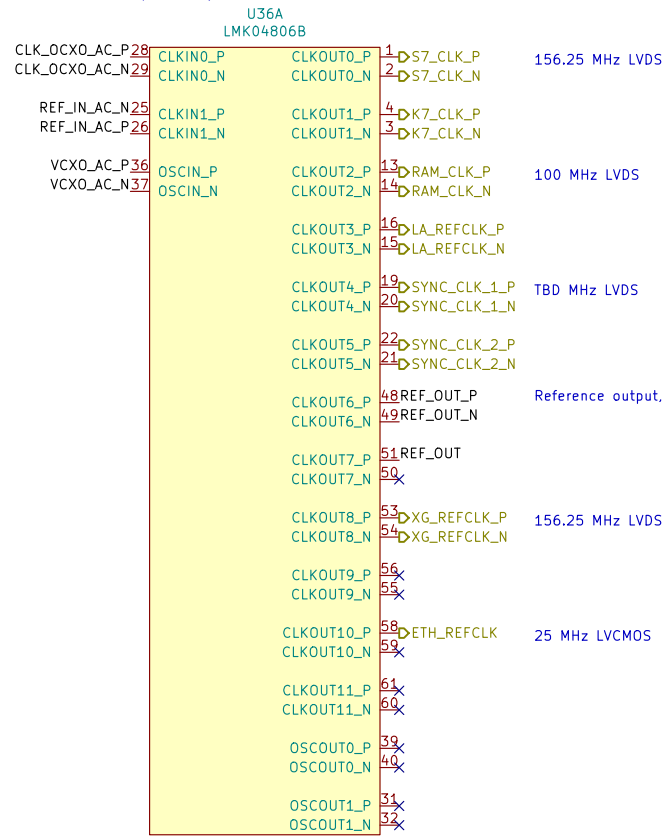 U36A
LMK04806B
CLK_OCXO_AC_P 28 CLKIN0_P CLKOUT0_P 1 S7_CLK_P 156.25 MHz LVDS
CLK_OCXO_AC_N 29 CLKIN0_N CLKOUT0_N 2 S7_CLK_N
REF_IN_AC_N 25 CLKIN1_P CLKOUT1_P 4 K7_CLK_P
REF_IN_AC_P 26 CLKIN1_N CLKOUT1_N 3 K7_CLK_N
VCXO_AC_P 36 OSCIN_P CLKOUT2_P 13 RAM_CLK_P 100 MHz LVDS
VCXO_AC_N 37 OSCIN_N CLKOUT2_N 14 RAM_CLK_N
CLKOUT3_P 16 LA_REFCLK_P
CLKOUT3_N 15 LA_REFCLK_N
CLKOUT4_P 19 SYNC_CLK_1_P TBD MHz LVDS
CLKOUT4_N 20 SYNC_CLK_1_N
CLKOUT5_P 22 SYNC_CLK_2_P
CLKOUT5_N 21 SYNC_CLK_2_N
CLKOUT6_P 48 REF_OUT_P Reference output,
CLKOUT6_N 49 REF_OUT_N
CLKOUT7_P 51 REF_OUT
CLKOUT7_N 50
CLKOUT8_P 53 XG_REFCLK_P 156.25 MHz LVDS
CLKOUT8_N 54 XG_REFCLK_N
CLKOUT9_P 56
CLKOUT9_N 55
CLKOUT10_P 58 ETH_REFCLK 25 MHz LVCMOS
CLKOUT10_N 59
CLKOUT11_P 61
CLKOUT11_N 60
OSCOUT0_P 39
OSCOUT0_N 40
OSCOUT1_P 31
OSCOUT1_N 32